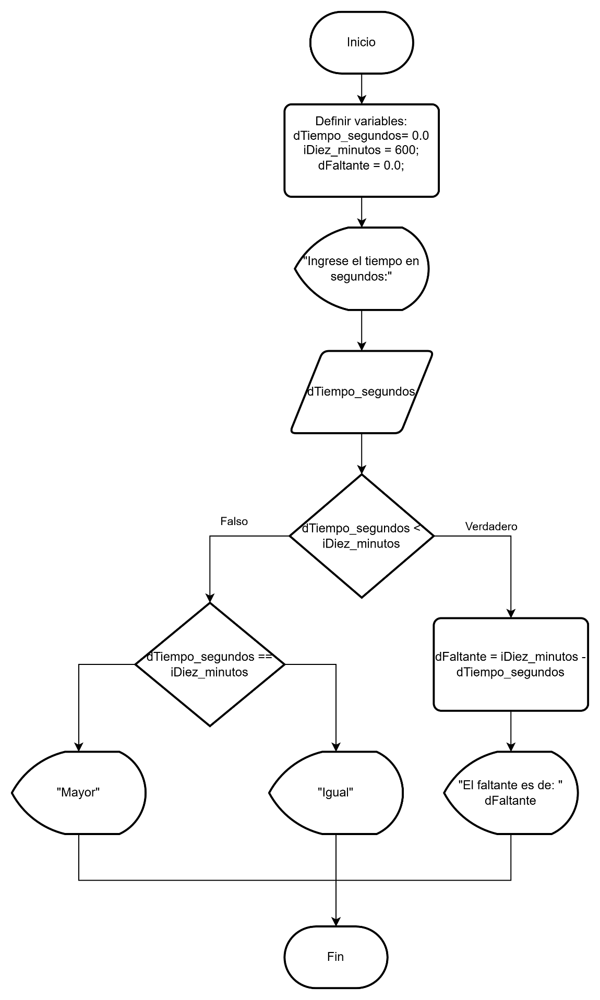 Inicio
Definir variables:
dTiempo_segundos= 0.0
iDiez_minutos = 600;
dFaltante = 0.0;
"Ingrese el tiempo en
segundos:"
dTiempo_segundos
dTiempo_segundos <
iDiez_minutos
Falso
Verdadero
dTiempo_segundos ==
iDiez_minutos
dFaltante = iDiez_minutos -
dTiempo_segundos
"Mayor"
"Igual"
"El faltante es de: "
dFaltante
Fin